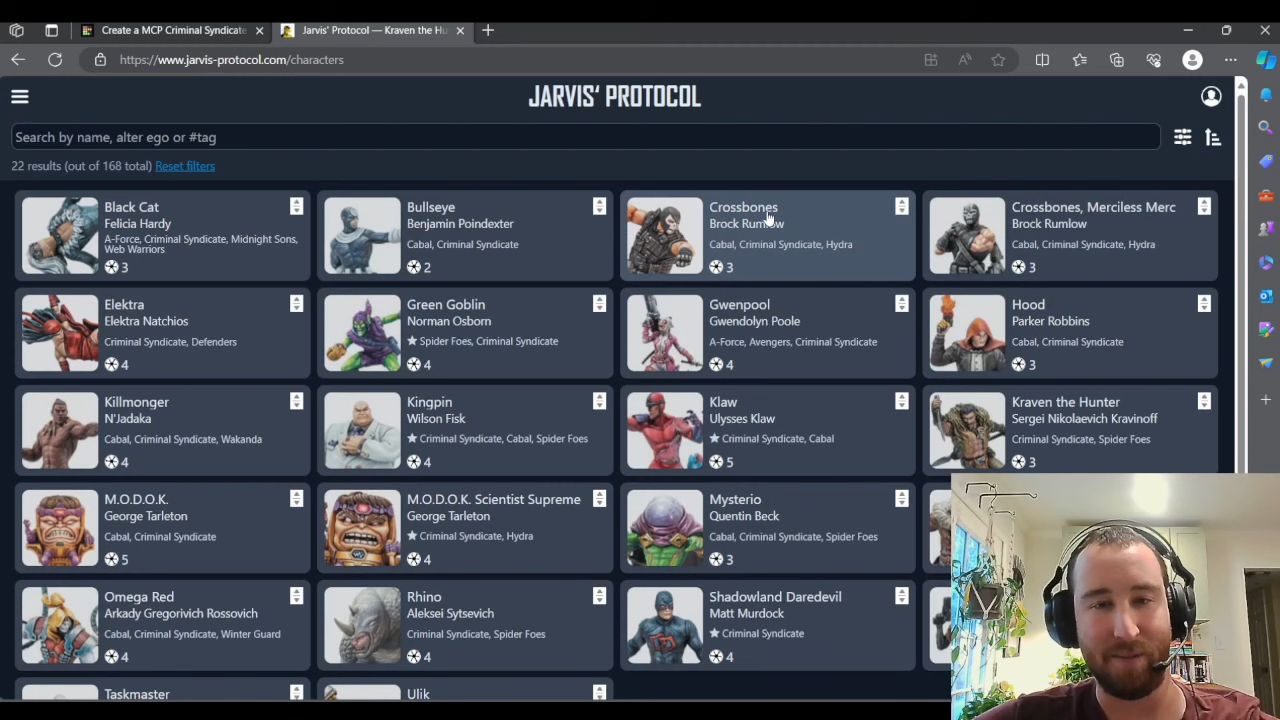 Create a MCP Criminal Syndicate
Jarvis' Protocol — Kraven the Hu
https://www.jarvis-protocol.com/characters
JARVIS' PROTOCOL
Search by name, alter ego or #tag
22 results (out of 168 total) Reset filters
Black Cat
Felicia Hardy
A-Force, Criminal Syndicate, Midnight Sons,
Web Warriors
3
Bullseye
Benjamin Poindexter
Cabal, Criminal Syndicate
2
Crossbones
Brock Rumlow
Cabal, Criminal Syndicate, Hydra
3
Crossbones, Merciless Merc
Brock Rumlow
Cabal, Criminal Syndicate, Hydra
3
Elektra
Elektra Natchios
Criminal Syndicate, Defenders
4
Green Goblin
Norman Osborn
★ Spider Foes, Criminal Syndicate
4
Gwenpool
Gwendolyn Poole
A-Force, Avengers, Criminal Syndicate
4
Hood
Parker Robbins
Cabal, Criminal Syndicate
3
Killmonger
N'Jadaka
Cabal, Criminal Syndicate, Wakanda
4
Kingpin
Wilson Fisk
★ Criminal Syndicate, Cabal, Spider Foes
4
Klaw
Ulysses Klaw
★ Criminal Syndicate, Cabal
5
Kraven the Hunter
Sergei Nikolaevich Kravinoff
Criminal Syndicate, Spider Foes
3
M.O.D.O.K.
George Tarleton
Cabal, Criminal Syndicate
5
M.O.D.O.K. Scientist Supreme
George Tarleton
★ Criminal Syndicate, Hydra
4
Mysterio
Quentin Beck
Cabal, Criminal Syndicate, Spider Foes
3
Omega Red
Arkady Gregorivich Rossovich
Cabal, Criminal Syndicate, Winter Guard
4
Rhino
Aleksei Sytsevich
Criminal Syndicate, Spider Foes
4
Shadowland Daredevil
Matt Murdock
★ Criminal Syndicate
4
Taskmaster
Ulik